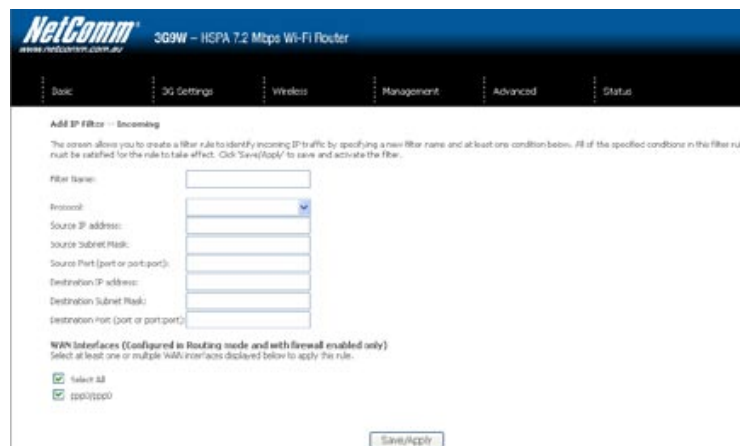 NetComm®
www.netcomm.com.au
3G9W – HSPA 7.2 Mbps Wi-Fi Router
Basic
3G Settings
Wireless
Management
Advanced
Status
Add IP Filter -- Incoming
The screen allows you to create a filter rule to identify incoming IP traffic by specifying a new filter name and at least one condition below. All of the specified conditions in this filter ru
must be satisfied for the rule to take effect. Click 'Save/Apply' to save and activate the filter.
Filter Name:
Protocol:
Source IP address:
Source Subnet Mask:
Source Port (port or port:port):
Destination IP address:
Destination Subnet Mask:
Destination Port (port or port:port):
WAN Interfaces (Configured in Routing mode and with firewall enabled only)
Select at least one or multiple WAN interfaces displayed below to apply this rule.
Select All
ppp0/ppp0
Save/Apply